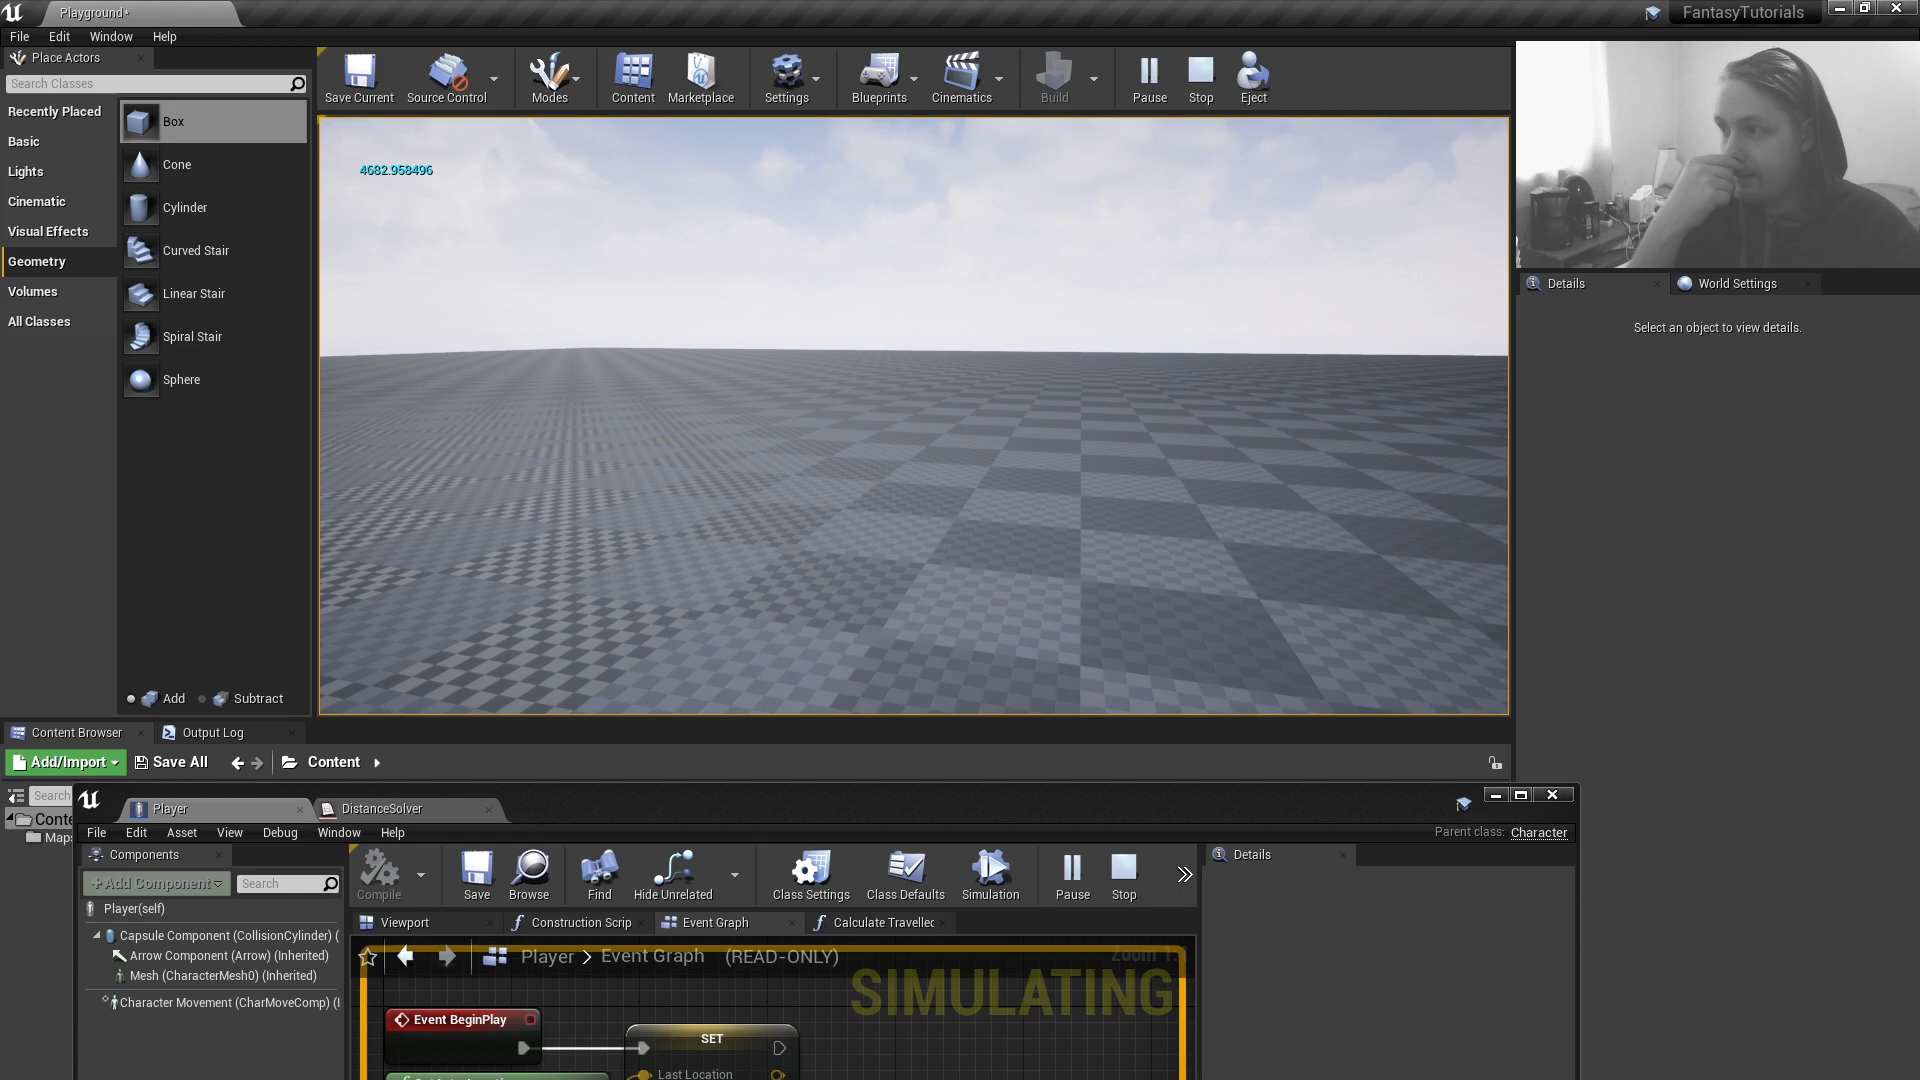 Playground*
FantasyTutorials
File Edit Window Help
Place Actors
Search Classes
Recently Placed
Basic
Lights
Cinematic
Visual Effects
Geometry
Volumes
All Classes
Box
Cone
Cylinder
Curved Stair
Linear Stair
Spiral Stair
Sphere
Add Subtract
Save Current
Source Control
Modes
Content
Marketplace
Settings
Blueprints
Cinematics
Build
Pause
Stop
Eject
4682.958496
Details
World Settings
Select an object to view details.
Content Browser
Output Log
Add/Import
Save All
Content
Search
Conte
Maps
Player
DistanceSolver
File Edit Asset View Debug Window Help
Parent class: Character
Components
+Add Component
Search
Player(self)
Capsule Component (CollisionCylinder) (
Arrow Component (Arrow) (Inherited)
Mesh (CharacterMesh0) (Inherited)
Character Movement (CharMoveComp) (I
Compile
Save
Browse
Find
Hide Unrelated
Class Settings
Class Defaults
Simulation
Pause
Stop
Details
Viewport
Construction Scrip
Event Graph
Calculate Travellec
Player > Event Graph (READ-ONLY)
SIMULATING
Event BeginPlay
SET
Last Location